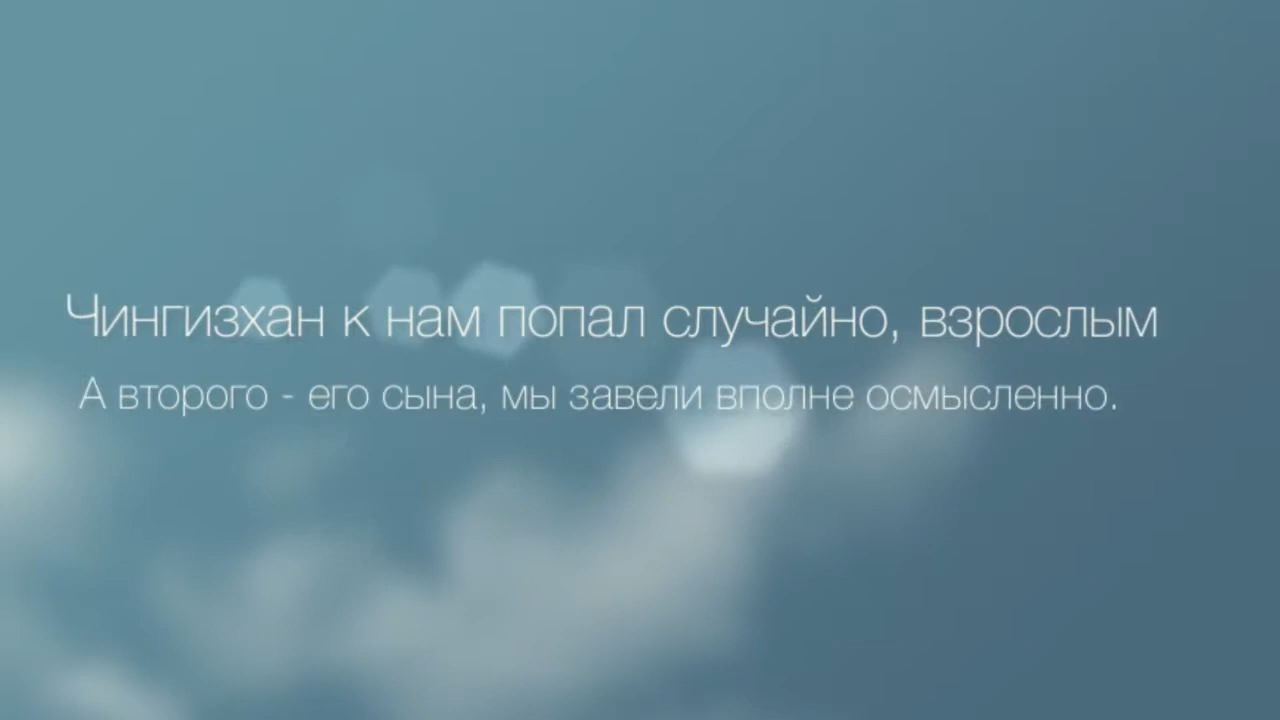 Чингизхан к нам попал случайно, взрослым
А второго - его сына, мы завели вполне осмысленно.